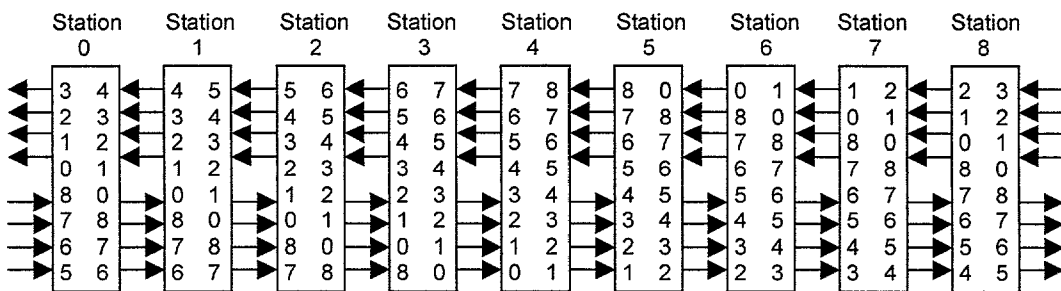 Station Station Station Station Station Station Station Station Station
0 1 2 3 4 5 6 7 8
3 4 4 5 5 6 6 7 7 8 8 0 0 1 1 2 2 3
2 3 3 4 4 5 5 6 6 7 7 8 8 0 0 1 1 2
1 2 2 3 3 4 4 5 5 6 6 7 7 8 8 0 0 1
0 1 1 2 2 3 3 4 4 5 5 6 6 7 7 8 8 0
8 0 0 1 1 2 2 3 3 4 4 5 5 6 6 7 7 8
7 8 8 0 0 1 1 2 2 3 3 4 4 5 5 6 6 7
6 7 7 8 8 0 0 1 1 2 2 3 3 4 4 5 5 6
5 6 6 7 7 8 8 0 0 1 1 2 2 3 3 4 4 5